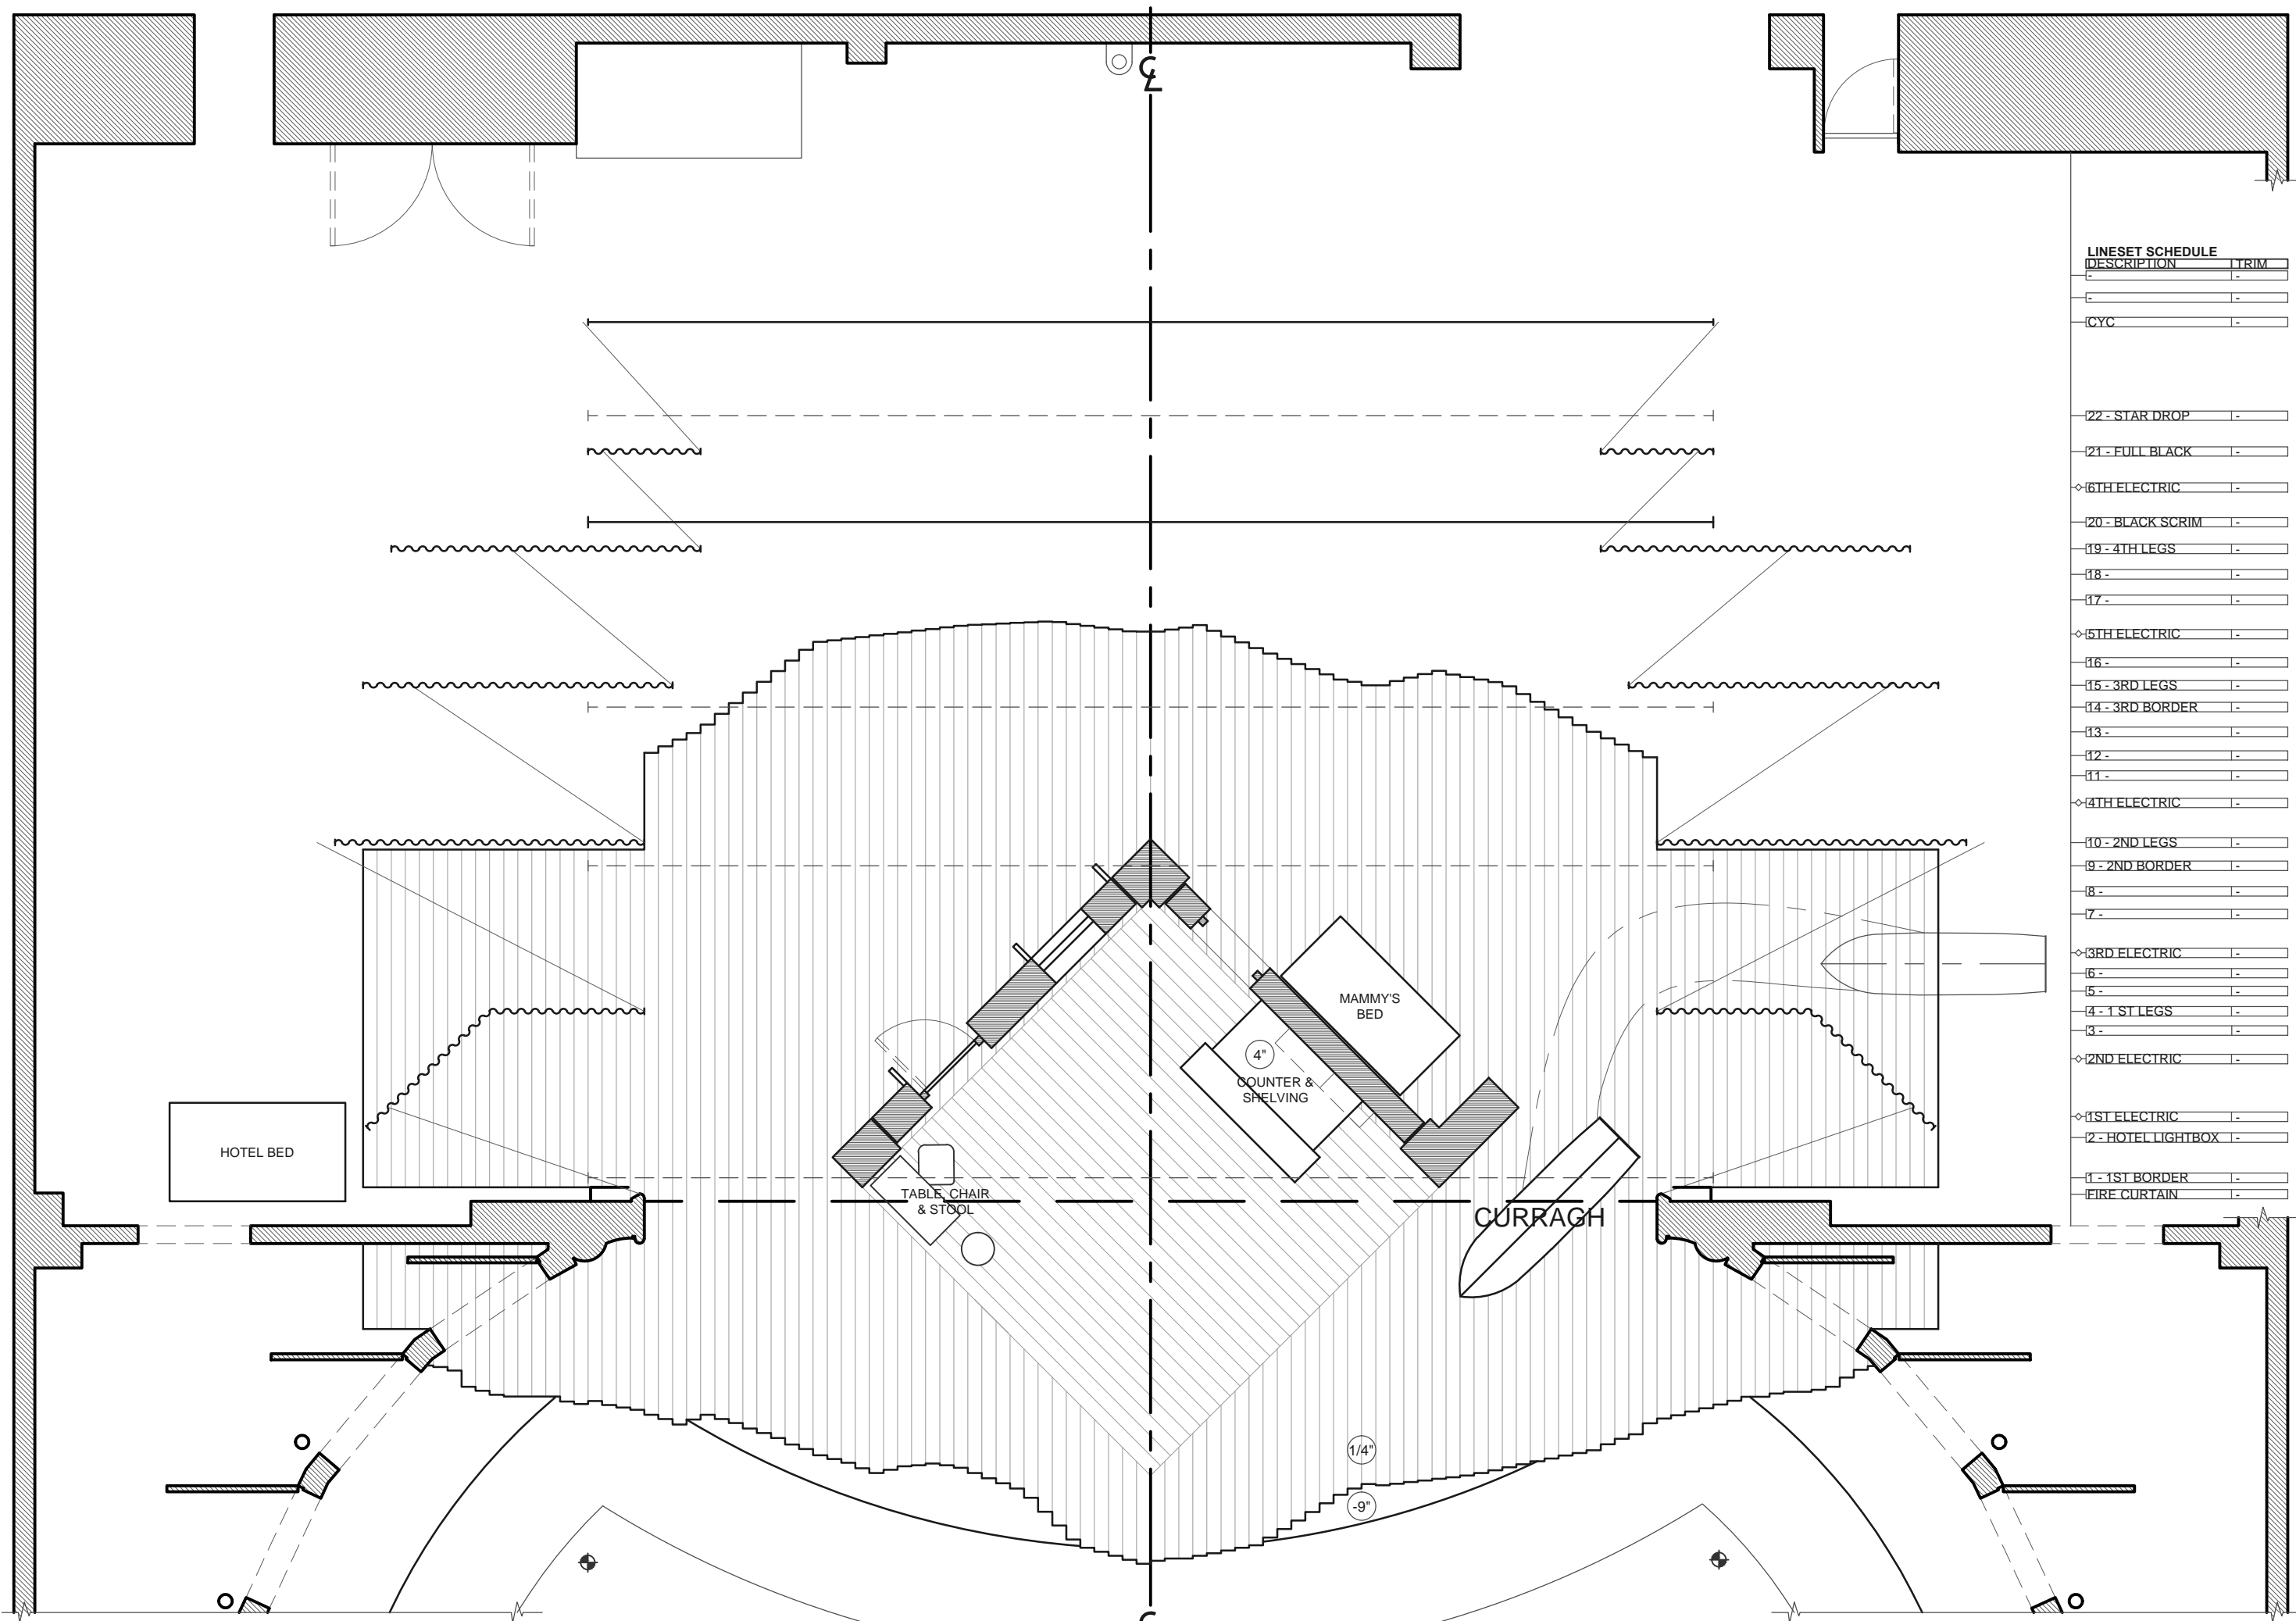 ℄
LINESET SCHEDULE
DESCRIPTION TRIM
- -
- -
CYC -
22 - STAR DROP -
21 - FULL BLACK -
6TH ELECTRIC -
20 - BLACK SCRIM -
19 - 4TH LEGS -
18 - -
17 - -
5TH ELECTRIC -
16 - -
15 - 3RD LEGS -
14 - 3RD BORDER -
13 - -
12 - -
11 - -
4TH ELECTRIC -
10 - 2ND LEGS -
9 - 2ND BORDER -
8 - -
7 - -
3RD ELECTRIC -
6 - -
5 - -
4 - 1 ST LEGS -
3 - -
2ND ELECTRIC -
1ST ELECTRIC -
2 - HOTEL LIGHTBOX -
1 - 1ST BORDER -
FIRE CURTAIN -
MAMMY'S
BED
4"
COUNTER &
SHELVING
HOTEL BED
TABLE, CHAIR
& STOOL
CURRAGH
1/4"
-9"